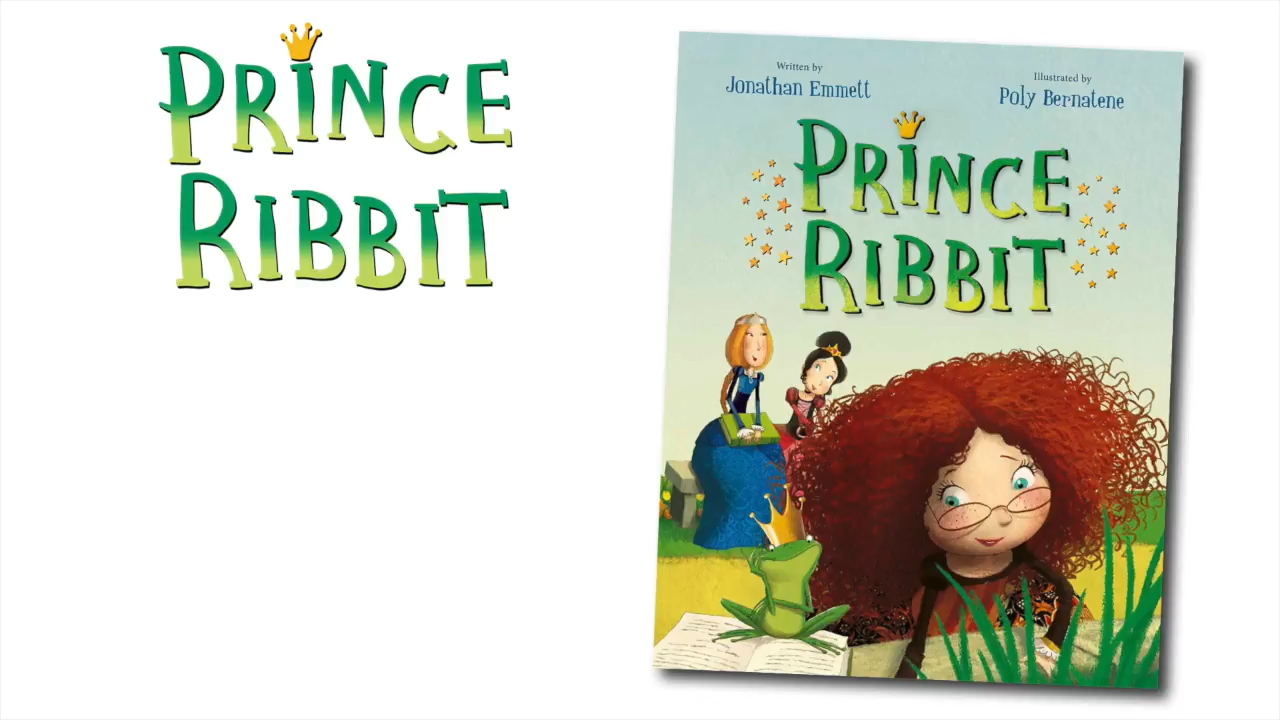 PRINCE
RIBBIT
Written by
Jonathan Emmett
Illustrated by
Poly Bernatene
PRINCE
RIBBIT